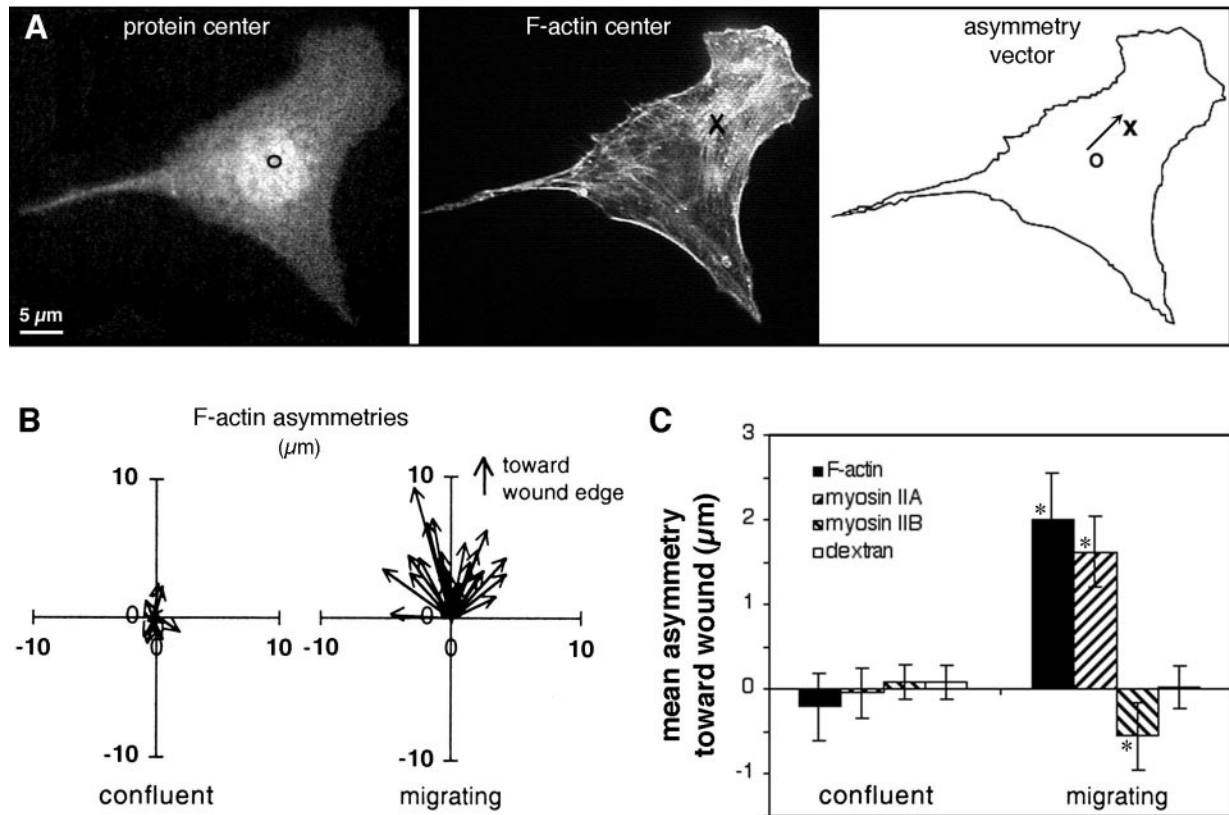 A
protein center
F-actin center
asymmetry
vector
O
X
X
O
5 µm
B
F-actin asymmetries
(µm)
toward
wound edge
10
0
-10
-10
0
10
confluent
10
0
-10
-10
0
10
migrating
C
mean asymmetry
toward wound (µm)
3
2
1
0
-1
F-actin
myosin IIA
myosin IIB
dextran
*
*
*
confluent
migrating